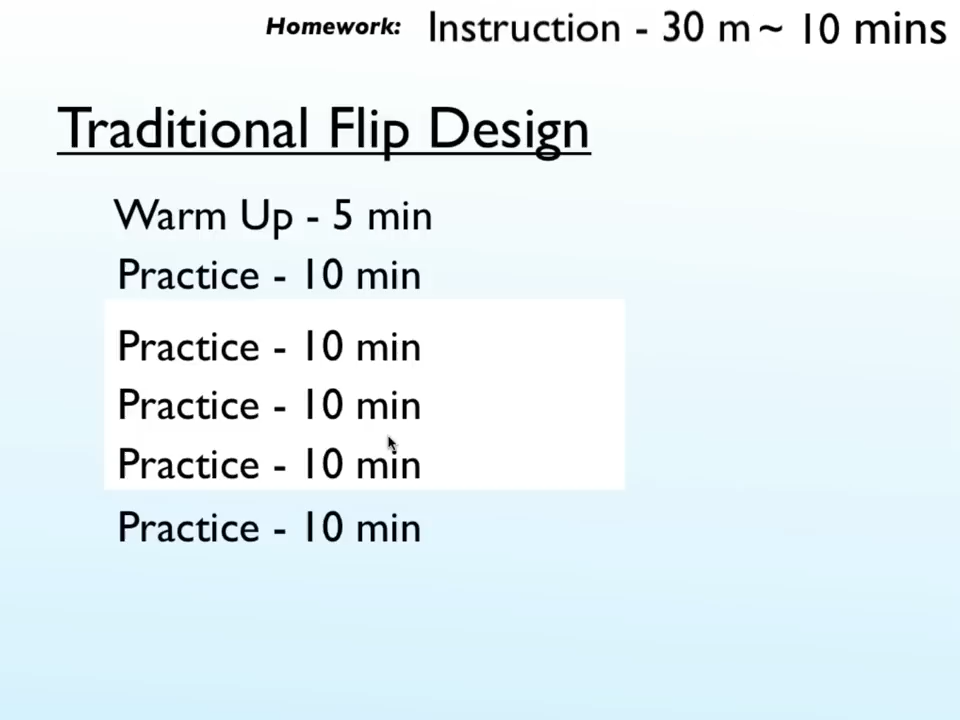 Homework: Instruction - 30 m ~ 10 mins
Traditional Flip Design
Warm Up - 5 min
Practice - 10 min
Practice - 10 min
Practice - 10 min
Practice - 10 min
Practice - 10 min